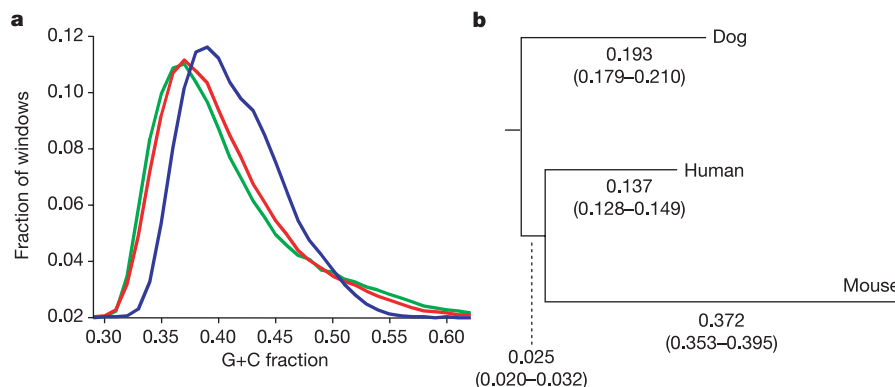 a
Fraction of windows
0.12
0.10
0.08
0.06
0.04
0.02
0.30 0.35 0.40 0.45 0.50 0.55 0.60
G+C fraction
b
Dog
0.193
(0.179–0.210)
Human
0.137
(0.128–0.149)
Mouse
0.372
(0.353–0.395)
0.025
(0.020–0.032)